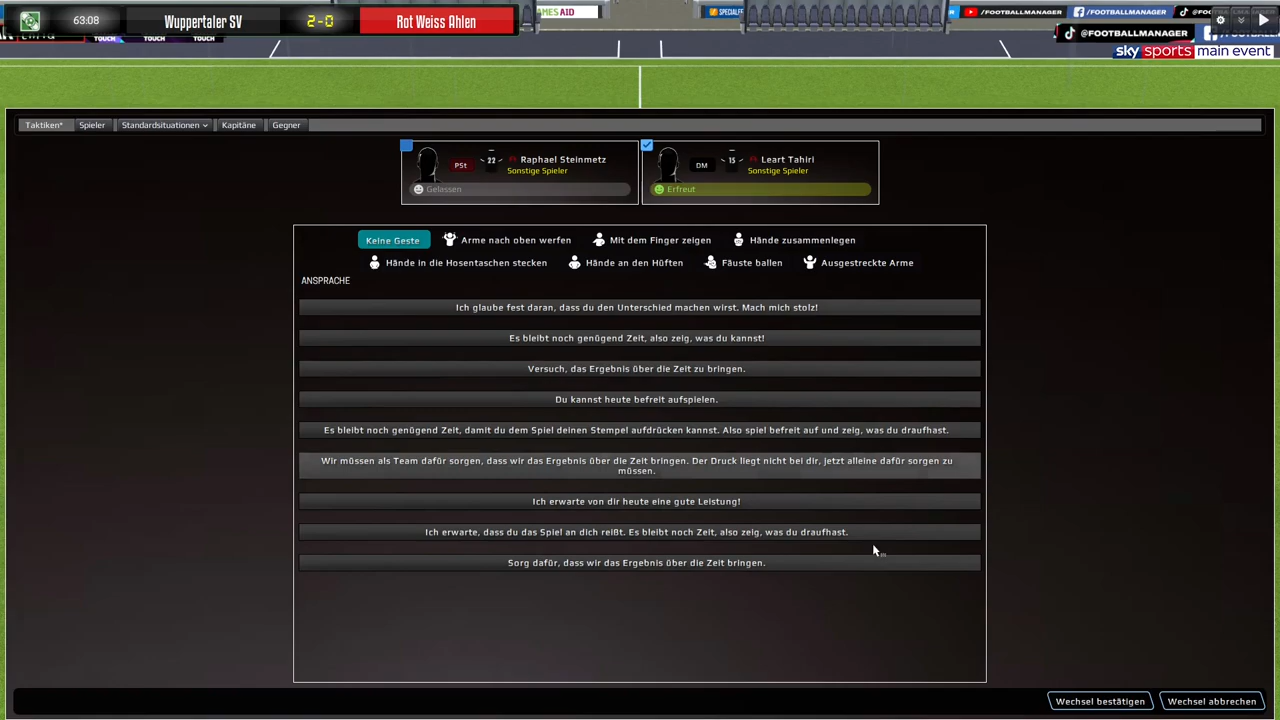 63:08 Wuppertaler SV 2-0 Rot Weiss Ahlen
GAMES AID
SPECIALEFF
/FOOTBALLMANAGER /FOOTBALLMANAGER
TOUCH TOUCH
@FOOTBALLMANAGER
sky sports main event
Taktiken* Spieler Standardsituationen Kapitäne Gegner
PSt 22 Raphael Steinmetz
Sonstige Spieler
Gelassen
DM 15 Leart Tahiri
Sonstige Spieler
Erfreut
Keine Geste Arme nach oben werfen Mit dem Finger zeigen Hände zusammenlegen
Hände in die Hosentaschen stecken Hände an den Hüften Fäuste ballen Ausgestreckte Arme
ANSPRACHE
Ich glaube fest daran, dass du den Unterschied machen wirst. Mach mich stolz!
Es bleibt noch genügend Zeit, also zeig, was du kannst!
Versuch, das Ergebnis über die Zeit zu bringen.
Du kannst heute befreit aufspielen.
Es bleibt noch genügend Zeit, damit du dem Spiel deinen Stempel aufdrücken kannst. Also spiel befreit auf und zeig, was du draufhast.
Wir müssen als Team dafür sorgen, dass wir das Ergebnis über die Zeit bringen. Der Druck liegt nicht bei dir, jetzt alleine dafür sorgen zu
müssen.
Ich erwarte von dir heute eine gute Leistung!
Ich erwarte, dass du das Spiel an dich reißt. Es bleibt noch Zeit, also zeig, was du draufhast.
Sorg dafür, dass wir das Ergebnis über die Zeit bringen.
Wechsel bestätigen Wechsel abbrechen